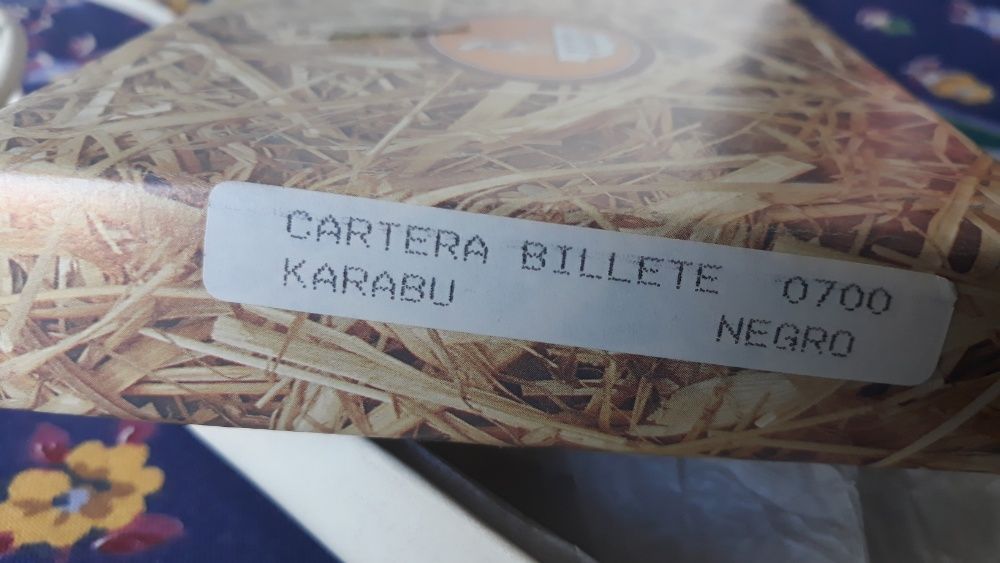 CARTERA BILLETE 0700
KARABU NEGRO